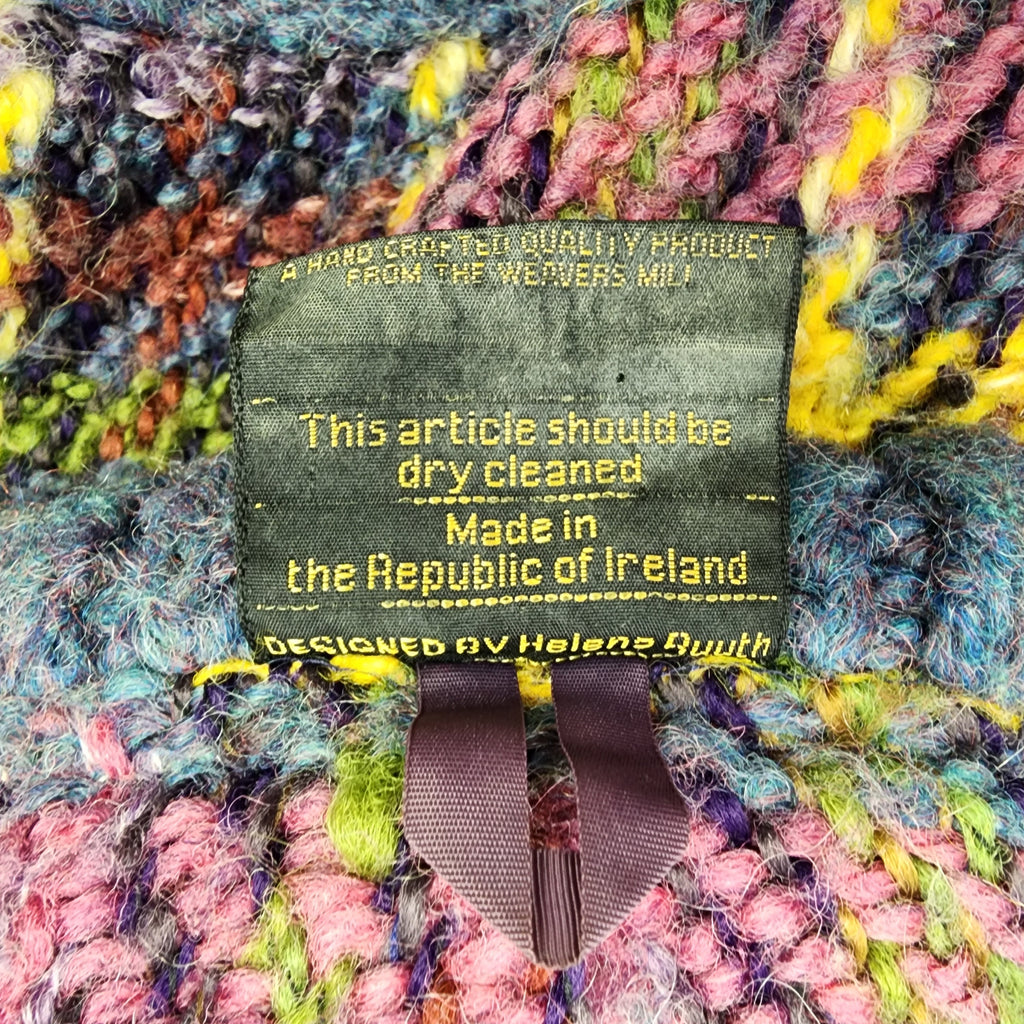 A HAND CRAFTED QUALITY PRODUCT
FROM THE WEAVERS MILL
This article should be
dry cleaned
Made in
the Republic of Ireland
DESIGNED BY Helena Ruuth